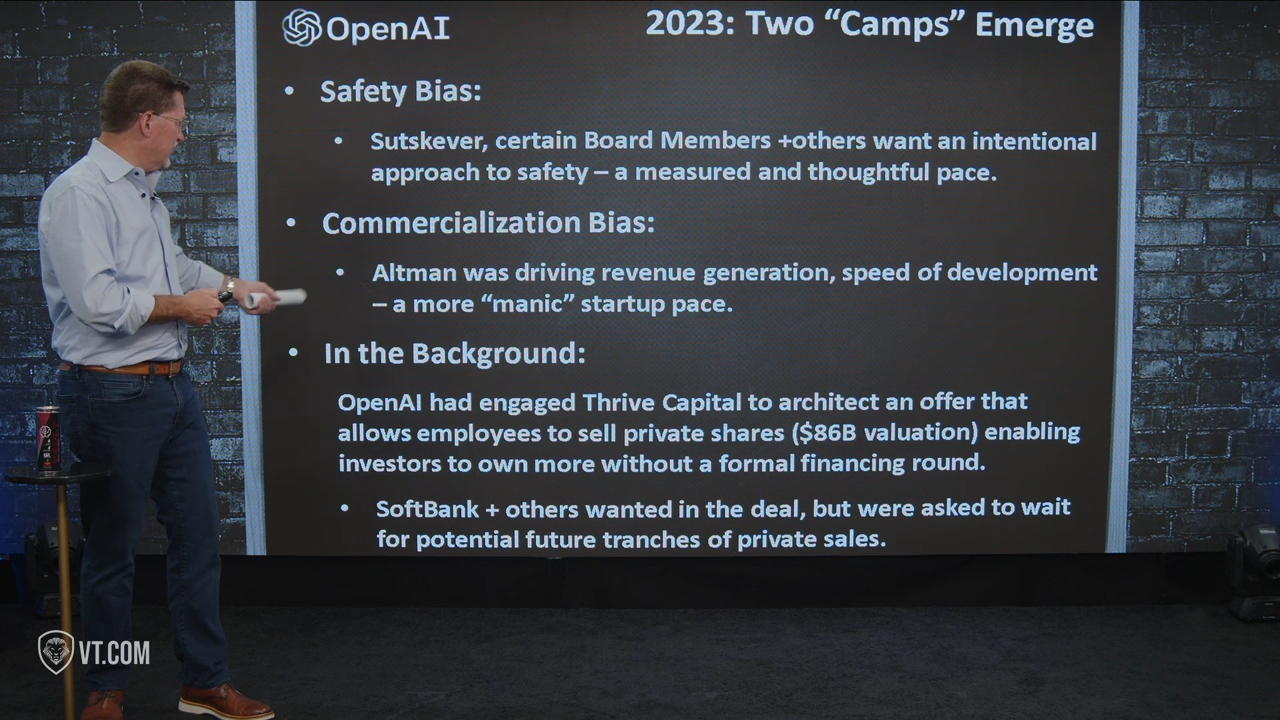 OpenAI
2023: Two “Camps” Emerge
• Safety Bias:
• Sutskever, certain Board Members +others want an intentional
approach to safety – a measured and thoughtful pace.
• Commercialization Bias:
• Altman was driving revenue generation, speed of development
– a more “manic” startup pace.
• In the Background:
OpenAI had engaged Thrive Capital to architect an offer that
allows employees to sell private shares ($86B valuation) enabling
investors to own more without a formal financing round.
• SoftBank + others wanted in the deal, but were asked to wait
for potential future tranches of private sales.
VT.COM